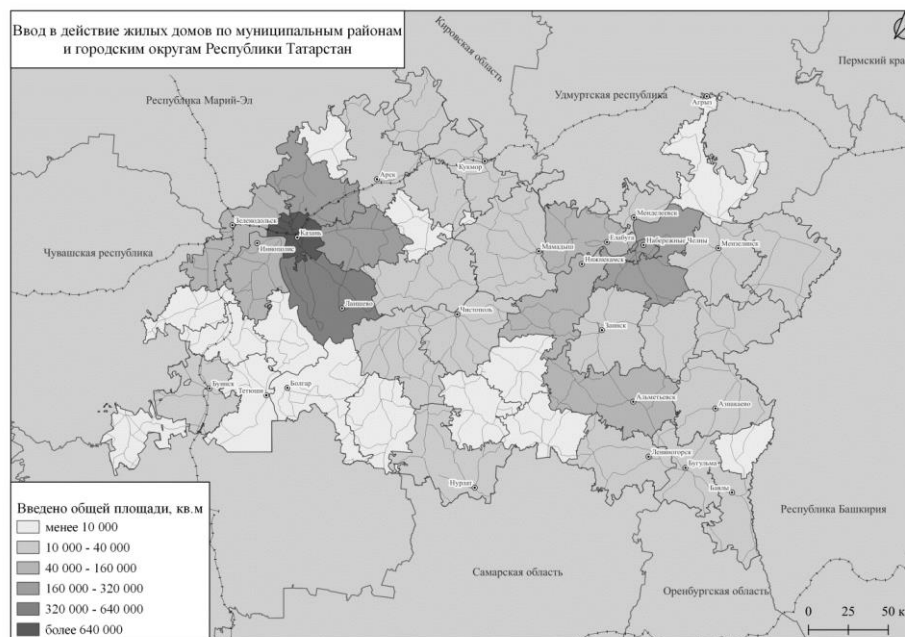 Ввод в действие жилых домов по муниципальным районам
и городским округам Республики Татарстан
Кировская область
Пермский кра
Удмуртская республика
Республика Марий-Эл
Агрыз
Кукмор
Арск
Менделеевск
Зеленодольск
Казань
Елабуга
Набережные Челны
Мензелинск
Иннополис
Мамадыш
Нижнекамск
Чувашская республика
Лаишево
Чистополь
Заинск
Буинск
Тетюши
Болгар
Альметьевск
Азнакаево
Лениногорск
Бугульма
Нурлат
Бавлы
Введено общей площади, кв.м
менее 10 000
10 000 - 40 000
40 000 - 160 000
160 000 - 320 000
320 000 - 640 000
более 640 000
Республика Башкирия
Самарская область
Оренбургская область
0 25 50 к